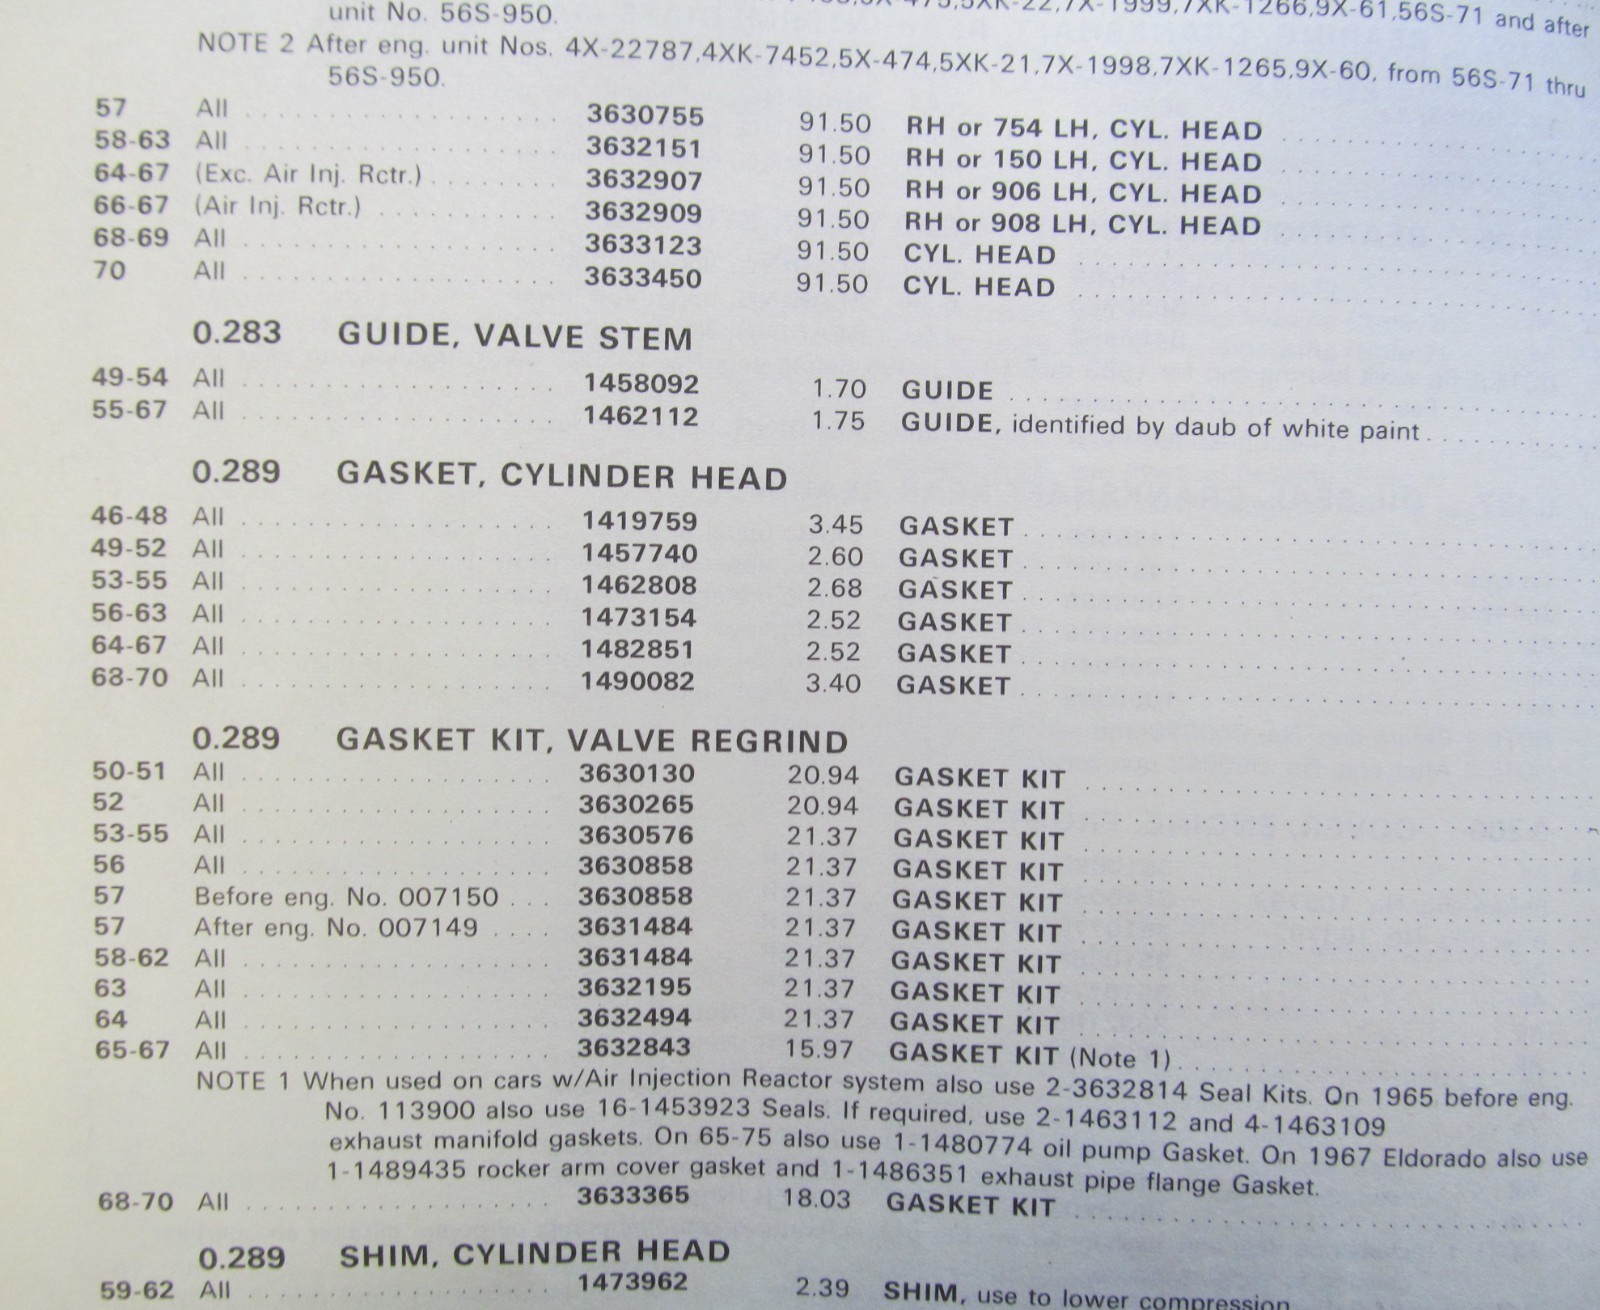 5XK-22,7X-1999,7XK-1266,9X-61,56S-71 and after
unit No. 56S-950.
NOTE 2 After eng. unit Nos. 4X-22787,4XK-7452,5X-474,5XK-21,7X-1998,7XK-1265,9X-60, from 56S-71 thru
56S-950.
57 All 3630755 91.50 RH or 754 LH, CYL. HEAD
58-63 All 3632151 91.50 RH or 150 LH, CYL. HEAD
64-67 (Exc. Air Inj. Rctr.) 3632907 91.50 RH or 906 LH, CYL. HEAD
66-67 (Air Inj. Rctr.) 3632909 91.50 RH or 908 LH, CYL. HEAD
68-69 All 3633123 91.50 CYL. HEAD
70 All 3633450 91.50 CYL. HEAD
0.283 GUIDE, VALVE STEM
49-54 All 1458092 1.70 GUIDE
55-67 All 1462112 1.75 GUIDE, identified by daub of white paint
0.289 GASKET, CYLINDER HEAD
46-48 All 1419759 3.45 GASKET
49-52 All 1457740 2.60 GASKET
53-55 All 1462808 2.68 GASKET
56-63 All 1473154 2.52 GASKET
64-67 All 1482851 2.52 GASKET
68-70 All 1490082 3.40 GASKET
0.289 GASKET KIT, VALVE REGRIND
50-51 All 3630130 20.94 GASKET KIT
52 All 3630265 20.94 GASKET KIT
53-55 All 3630576 21.37 GASKET KIT
56 All 3630858 21.37 GASKET KIT
57 Before eng. No. 007150 3630858 21.37 GASKET KIT
57 After eng. No. 007149 3631484 21.37 GASKET KIT
58-62 All 3631484 21.37 GASKET KIT
63 All 3632195 21.37 GASKET KIT
64 All 3632494 21.37 GASKET KIT
65-67 All 3632843 15.97 GASKET KIT (Note 1)
NOTE 1 When used on cars w/Air Injection Reactor system also use 2-3632814 Seal Kits. On 1965 before eng.
No. 113900 also use 16-1453923 Seals. If required, use 2-1463112 and 4-1463109
exhaust manifold gaskets. On 65-75 also use 1-1480774 oil pump Gasket. On 1967 Eldorado also use
1-1489435 rocker arm cover gasket and 1-1486351 exhaust pipe flange Gasket.
68-70 All 3633365 18.03 GASKET KIT
0.289 SHIM, CYLINDER HEAD
59-62 All 1473962 2.39 SHIM, use to lower compression